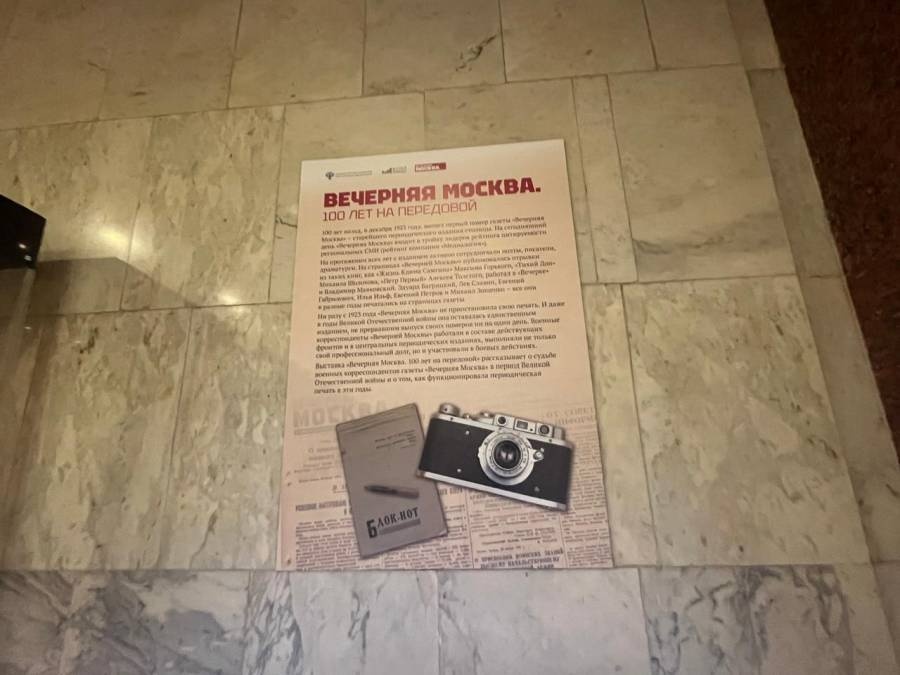 МОСКВА
ВЕЧЕРНЯЯ МОСКВА.
100 ЛЕТ НА ПЕРЕДОВОЙ
100 лет назад, в декабре 1923 года, вышел первый номер газеты «Вечерняя
Москва» – старейшего периодического издания столицы. На сегодняшний
день «Вечерняя Москва» входит в тройку лидеров рейтинга цитируемости
региональных СМИ (рейтинг компании «Медиалогия»).
На протяжении всех лет с изданием активно сотрудничали поэты, писатели,
драматурги. На страницах «Вечерней Москвы» публиковались отрывки
из таких книг, как «Жизнь Клима Самгина» Максима Горького, «Тихий Дон»
Михаила Шолохова, «Петр Первый» Алексея Толстого, работал в «Вечерке»
и Владимир Маяковский. Эдуард Багрицкий, Лев Славин, Евгений
Габрилович, Илья Ильф, Евгений Петров и Михаил Зощенко – все они
в разные годы печатались на страницах газеты.
Ни разу с 1923 года «Вечерняя Москва» не приостановила свою печать. И даже
в годы Великой Отечественной войны она оставалась единственным
изданием, не прервавшим выпуск своих номеров ни на один день. Военные
корреспонденты «Вечерней Москвы» работали в составе действующих
фронтов и в центральных периодических изданиях, выполняли не только
свой профессиональный долг, но и участвовали в боевых действиях.
Выставка «Вечерняя Москва. 100 лет на передовой» рассказывает о судьбе
военных корреспондентов газеты «Вечерняя Москва» в период Великой
Отечественной войны и о том, как функционировала периодическая
печать в эти годы.
МОСКВА
БЛОК-НОТ